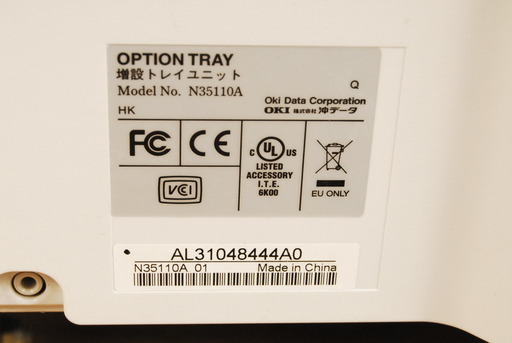 OPTION TRAY
増設トレイユニット
Model No. N35110A
Q
HK
Oki Data Corporation
OKI 株式会社 沖データ
FC CE
C UL US
LISTED
ACCESSORY
I.T.E.
6K00
EU ONLY
VCI
AL31048444A0
N35110A 01 Made in China